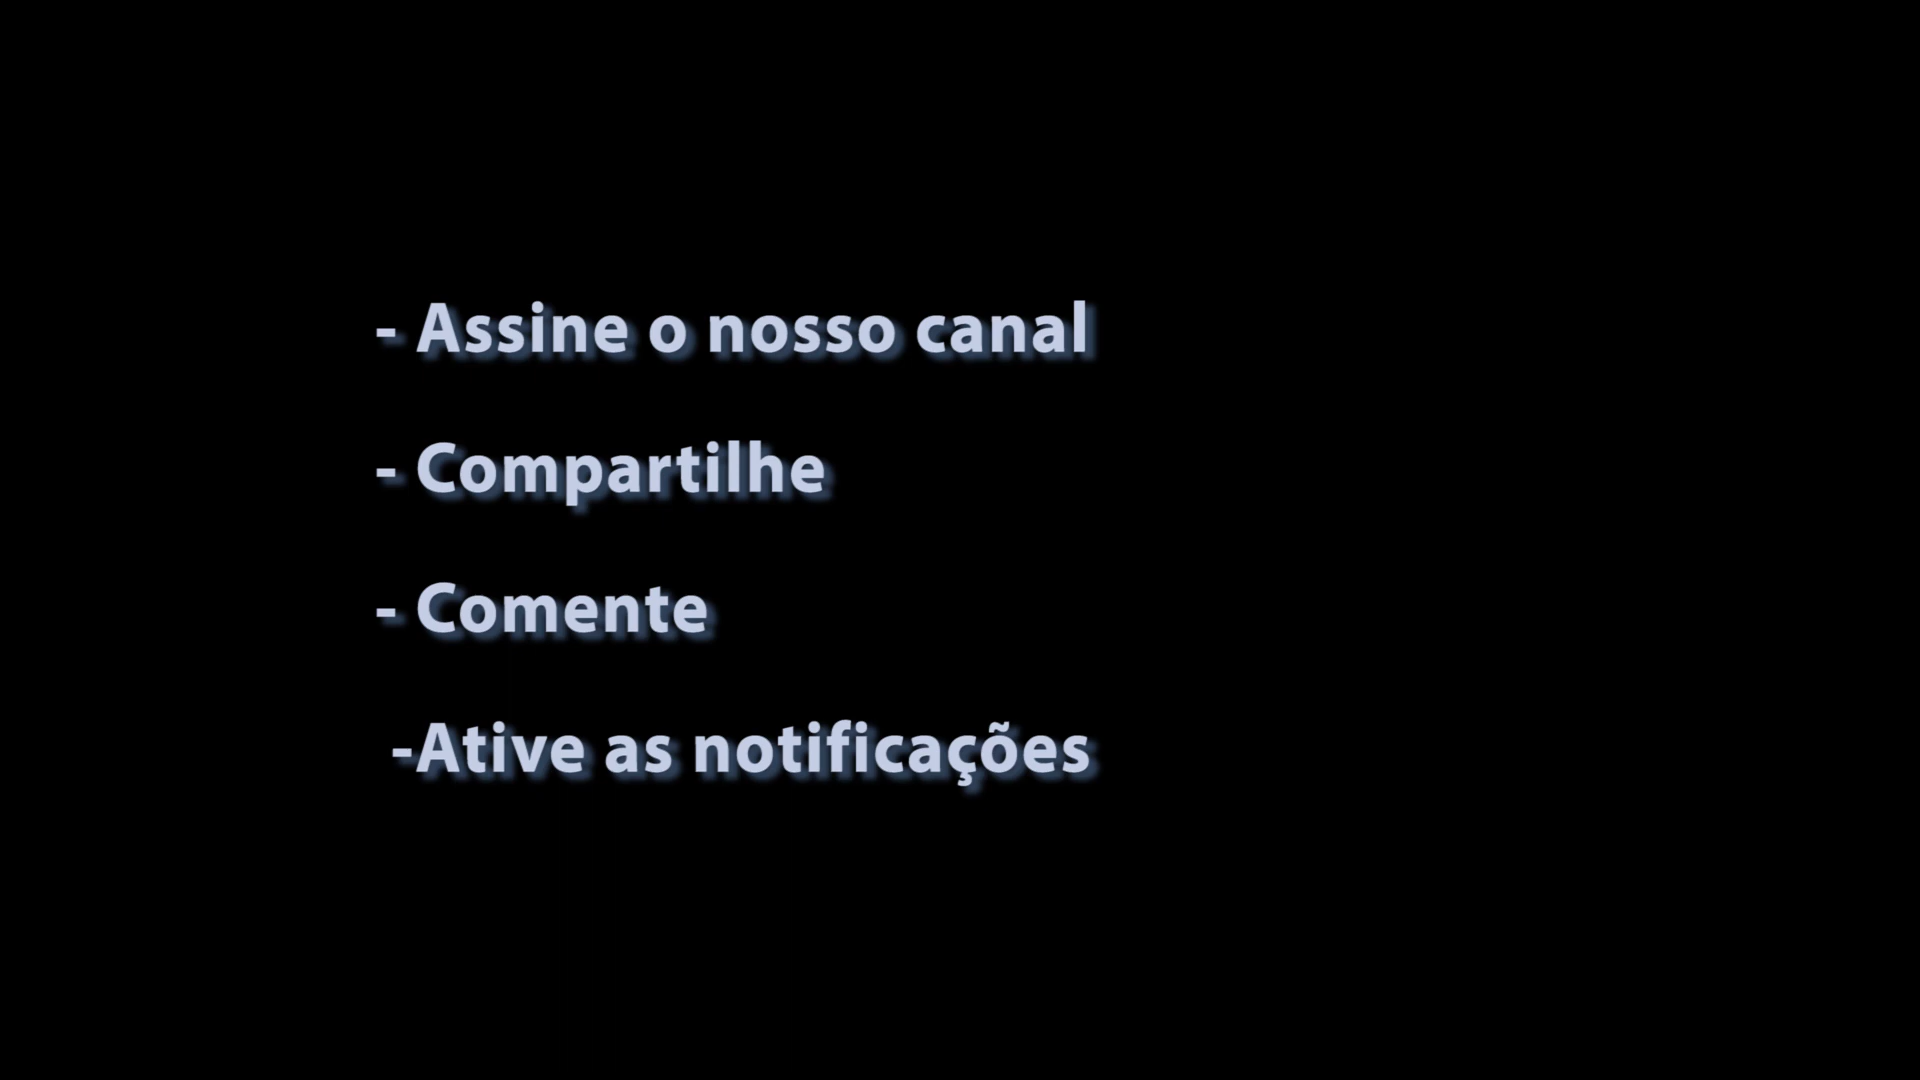 - Assine o nosso canal
- Compartilhe
- Comente
-Ative as notificações